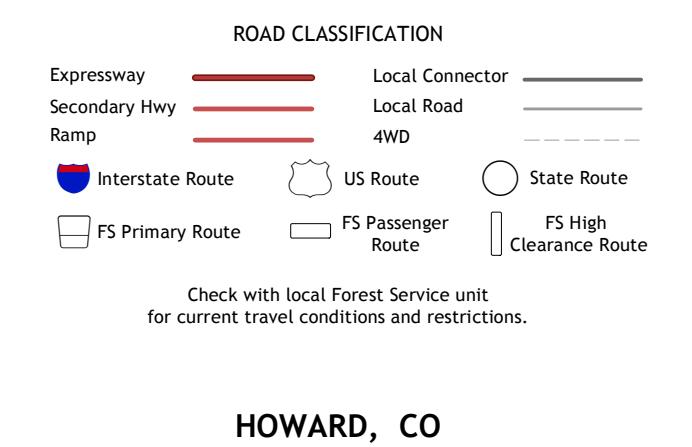 ROAD CLASSIFICATION
Expressway
Local Connector
Secondary Hwy
Local Road
Ramp
4WD
Interstate Route
US Route
State Route
FS Primary Route
FS Passenger
Route
FS High
Clearance Route
Check with local Forest Service unit
for current travel conditions and restrictions.
HOWARD, CO